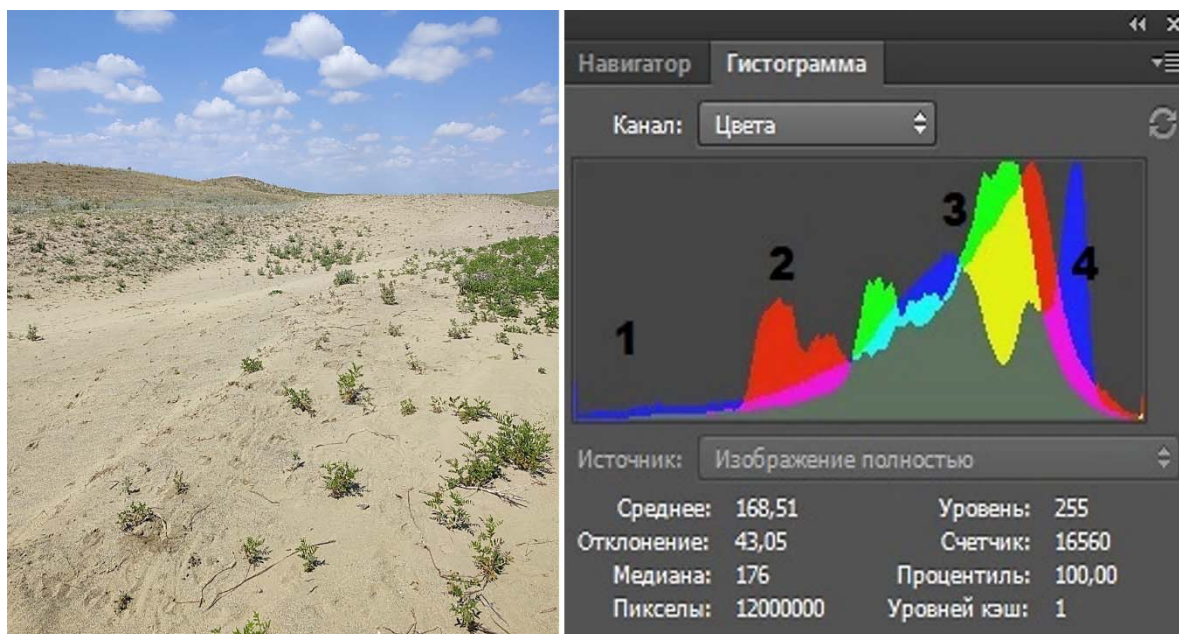 Навигатор Гистограмма
Канал: Цвета
1 2 3 4
Источник: Изображение полностью
Среднее: 168,51 Уровень: 255
Отклонение: 43,05 Счетчик: 16560
Медиана: 176 Процентиль: 100,00
Пикселы: 12000000 Уровней кэш: 1